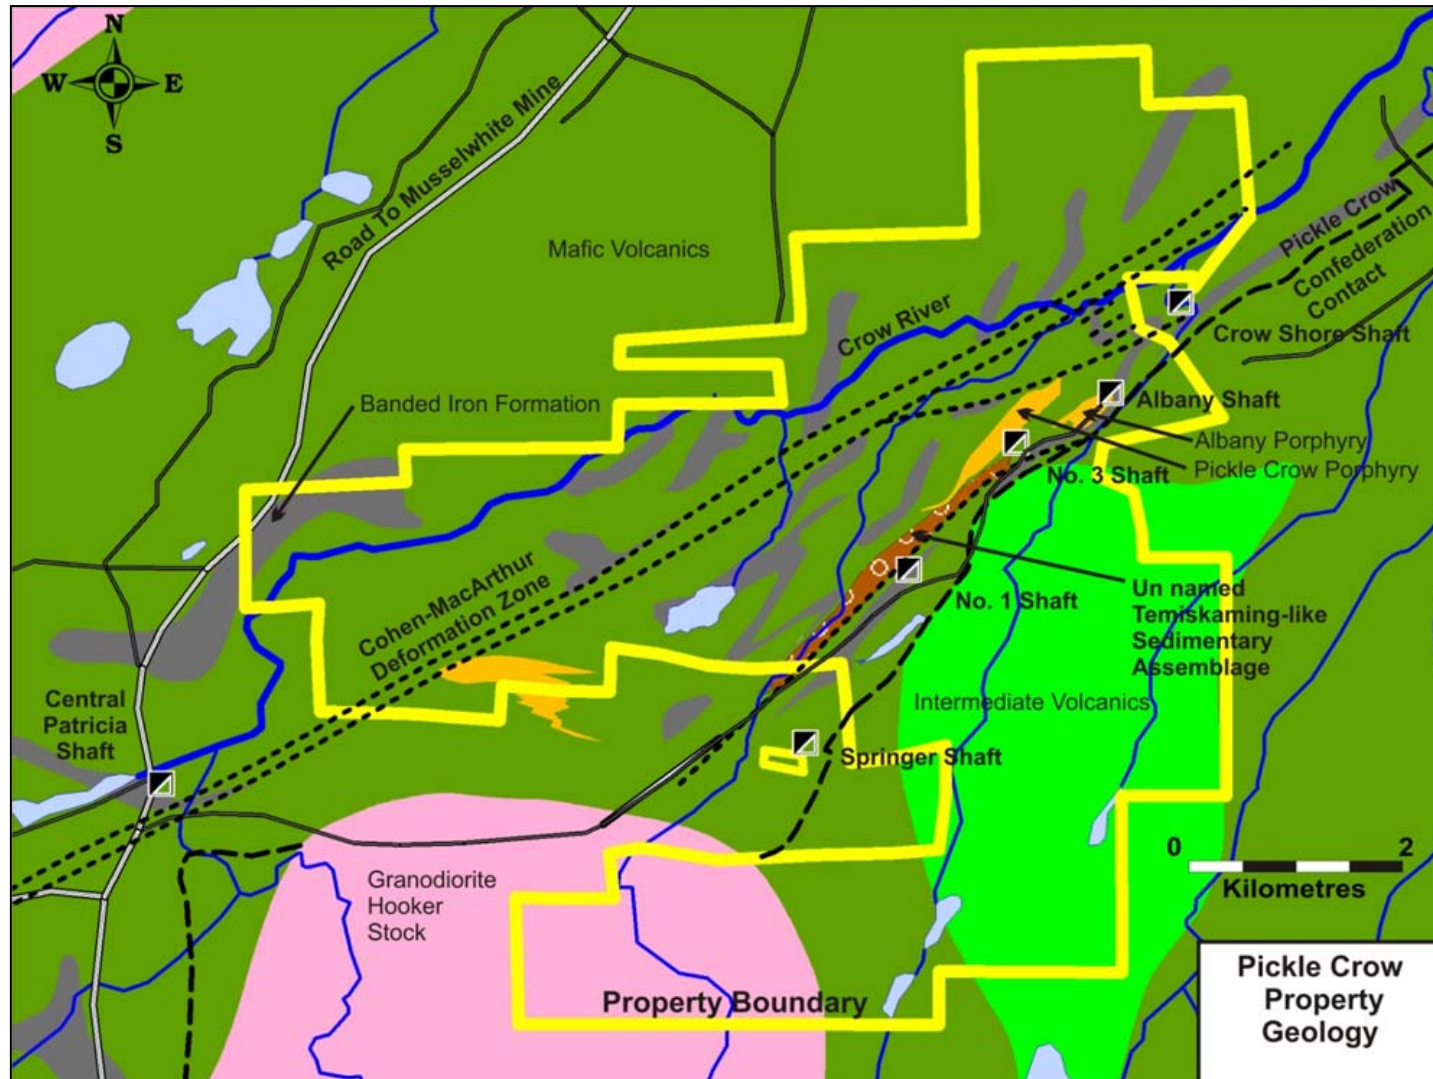 N
W E
S
Road To Musselwhite Mine
Mafic Volcanics
Pickle Crow
Confederation
Contact
Crow River
Crow Shore Shaft
Banded Iron Formation
Albany Shaft
Albany Porphyry
Pickle Crow Porphyry
No. 3 Shaft
Cohen-MacArthur
Deformation Zone
No. 1 Shaft
Un named
Temiskaming-like
Sedimentary
Assemblage
Central
Patricia
Shaft
Intermediate Volcanics
Springer Shaft
0 2
Kilometres
Granodiorite
Hooker
Stock
Property Boundary
Pickle Crow
Property
Geology